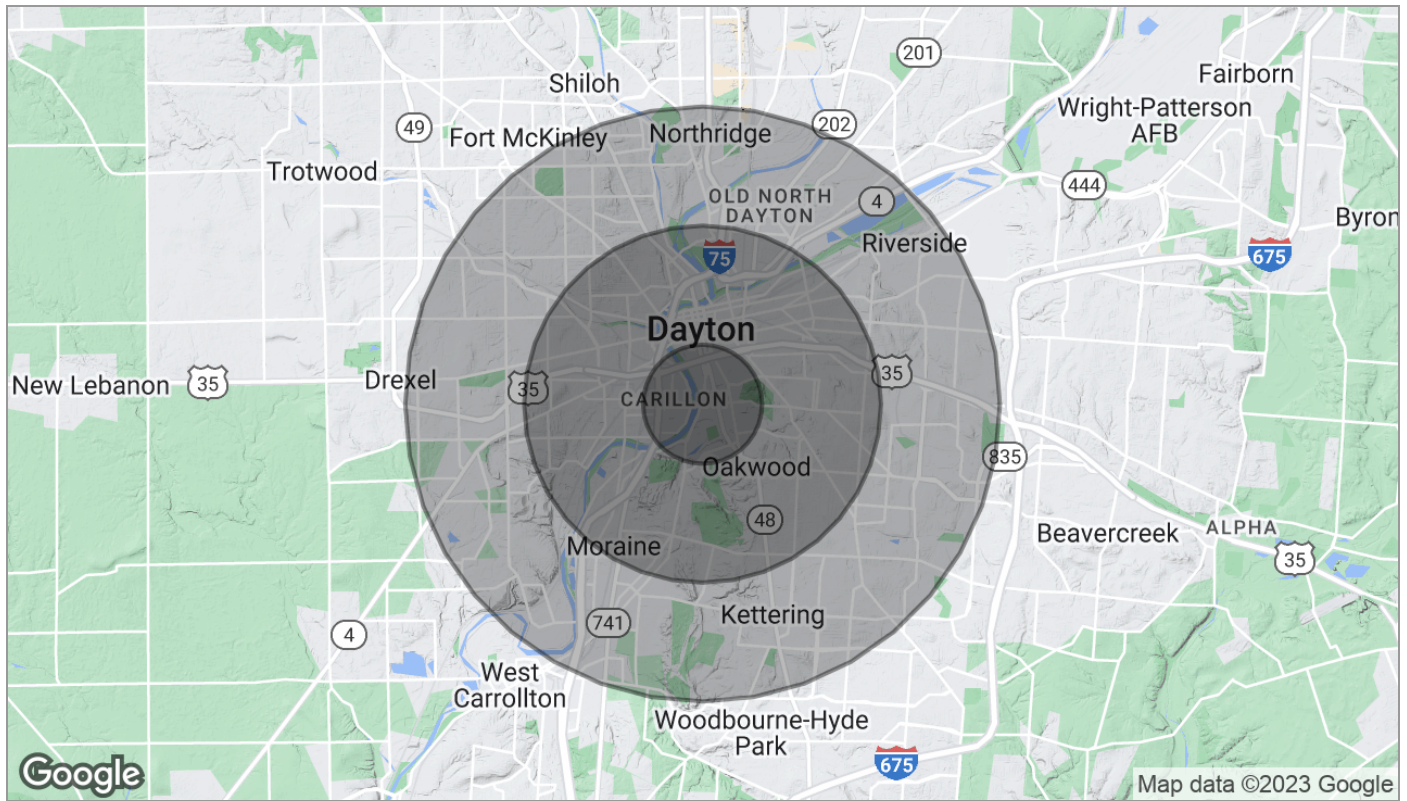 201
Fairborn
Shiloh
Wright-Patterson
AFB
49
Fort McKinley
Northridge
202
Trotwood
444
OLD NORTH
DAYTON
4
Byron
Riverside
75
675
Dayton
New Lebanon
35
Drexel
35
CARILLON
35
835
Oakwood
48
Beavercreek
ALPHA
35
Moraine
Kettering
741
4
West
Carrollton
Woodbourne-Hyde
Park
675
Google
Map data ©2023 Google